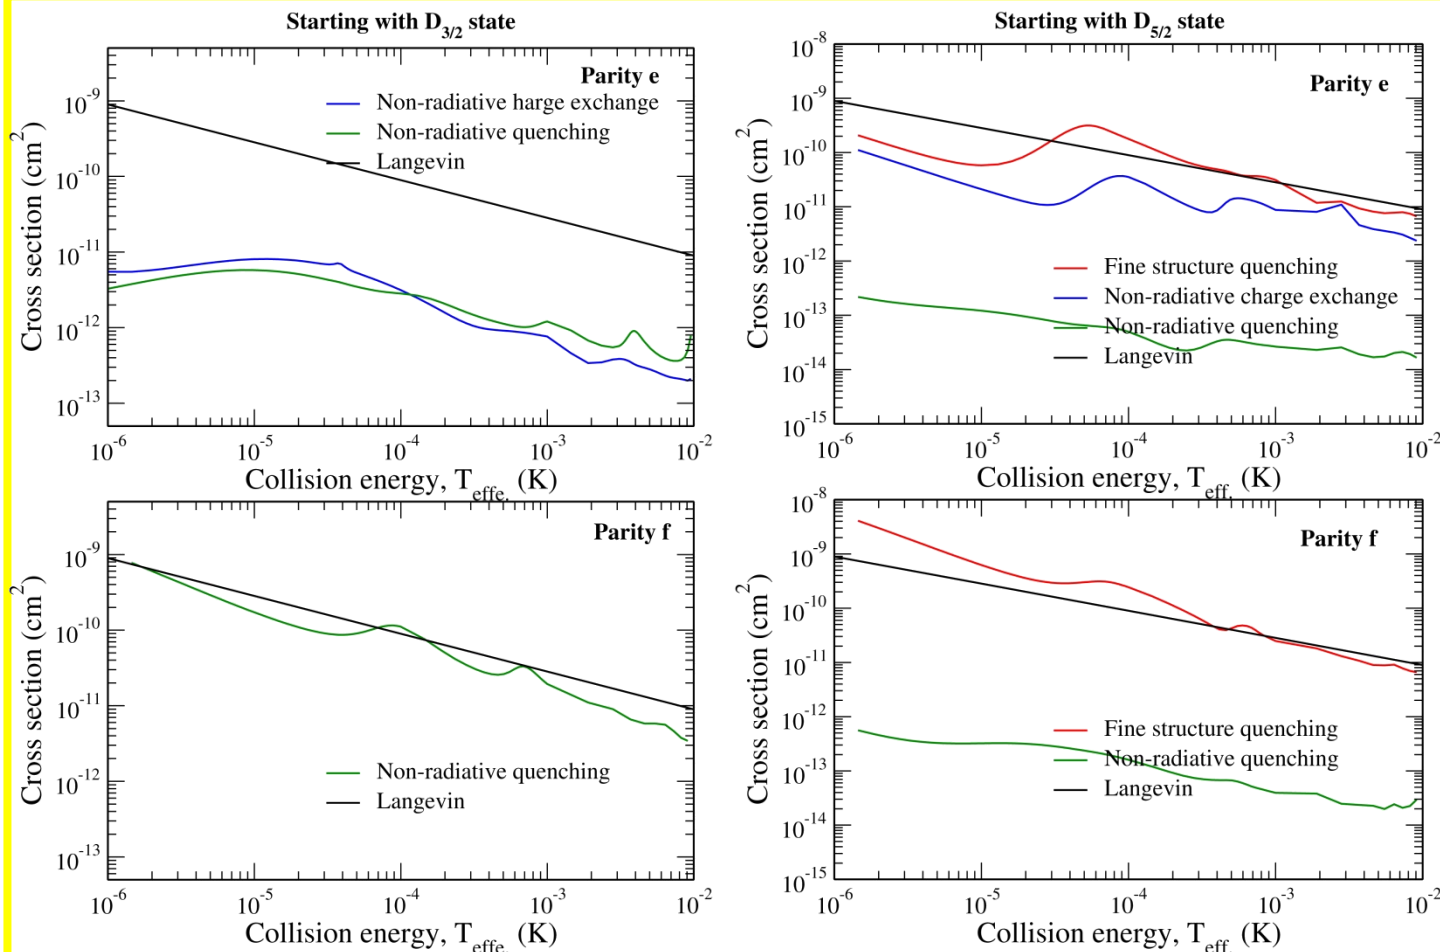 Starting with D3/2 state
Parity e
Non-radiative harge exchange
Non-radiative quenching
Langevin
10-9
10-10
10-11
10-12
10-13
Cross section (cm2)
10-6 10-5 10-4 10-3 10-2
Collision energy, Teffe. (K)
Starting with D5/2 state
Parity e
10-8
10-9
10-10
10-11
10-12
10-13
10-14
10-15
Cross section (cm2)
Fine structure quenching
Non-radiative charge exchange
Non-radiative quenching
Langevin
10-6 10-5 10-4 10-3 10-2
Collision energy, Teff. (K)
Parity f
10-9
10-10
10-11
10-12
10-13
Cross section (cm2)
Non-radiative quenching
Langevin
10-6 10-5 10-4 10-3 10-2
Collision energy, Teffe. (K)
Parity f
10-8
10-9
10-10
10-11
10-12
10-13
10-14
10-15
Cross section (cm2)
Fine structure quenching
Non-radiative quenching
Langevin
10-6 10-5 10-4 10-3 10-2
Collision energy, Teff. (K)